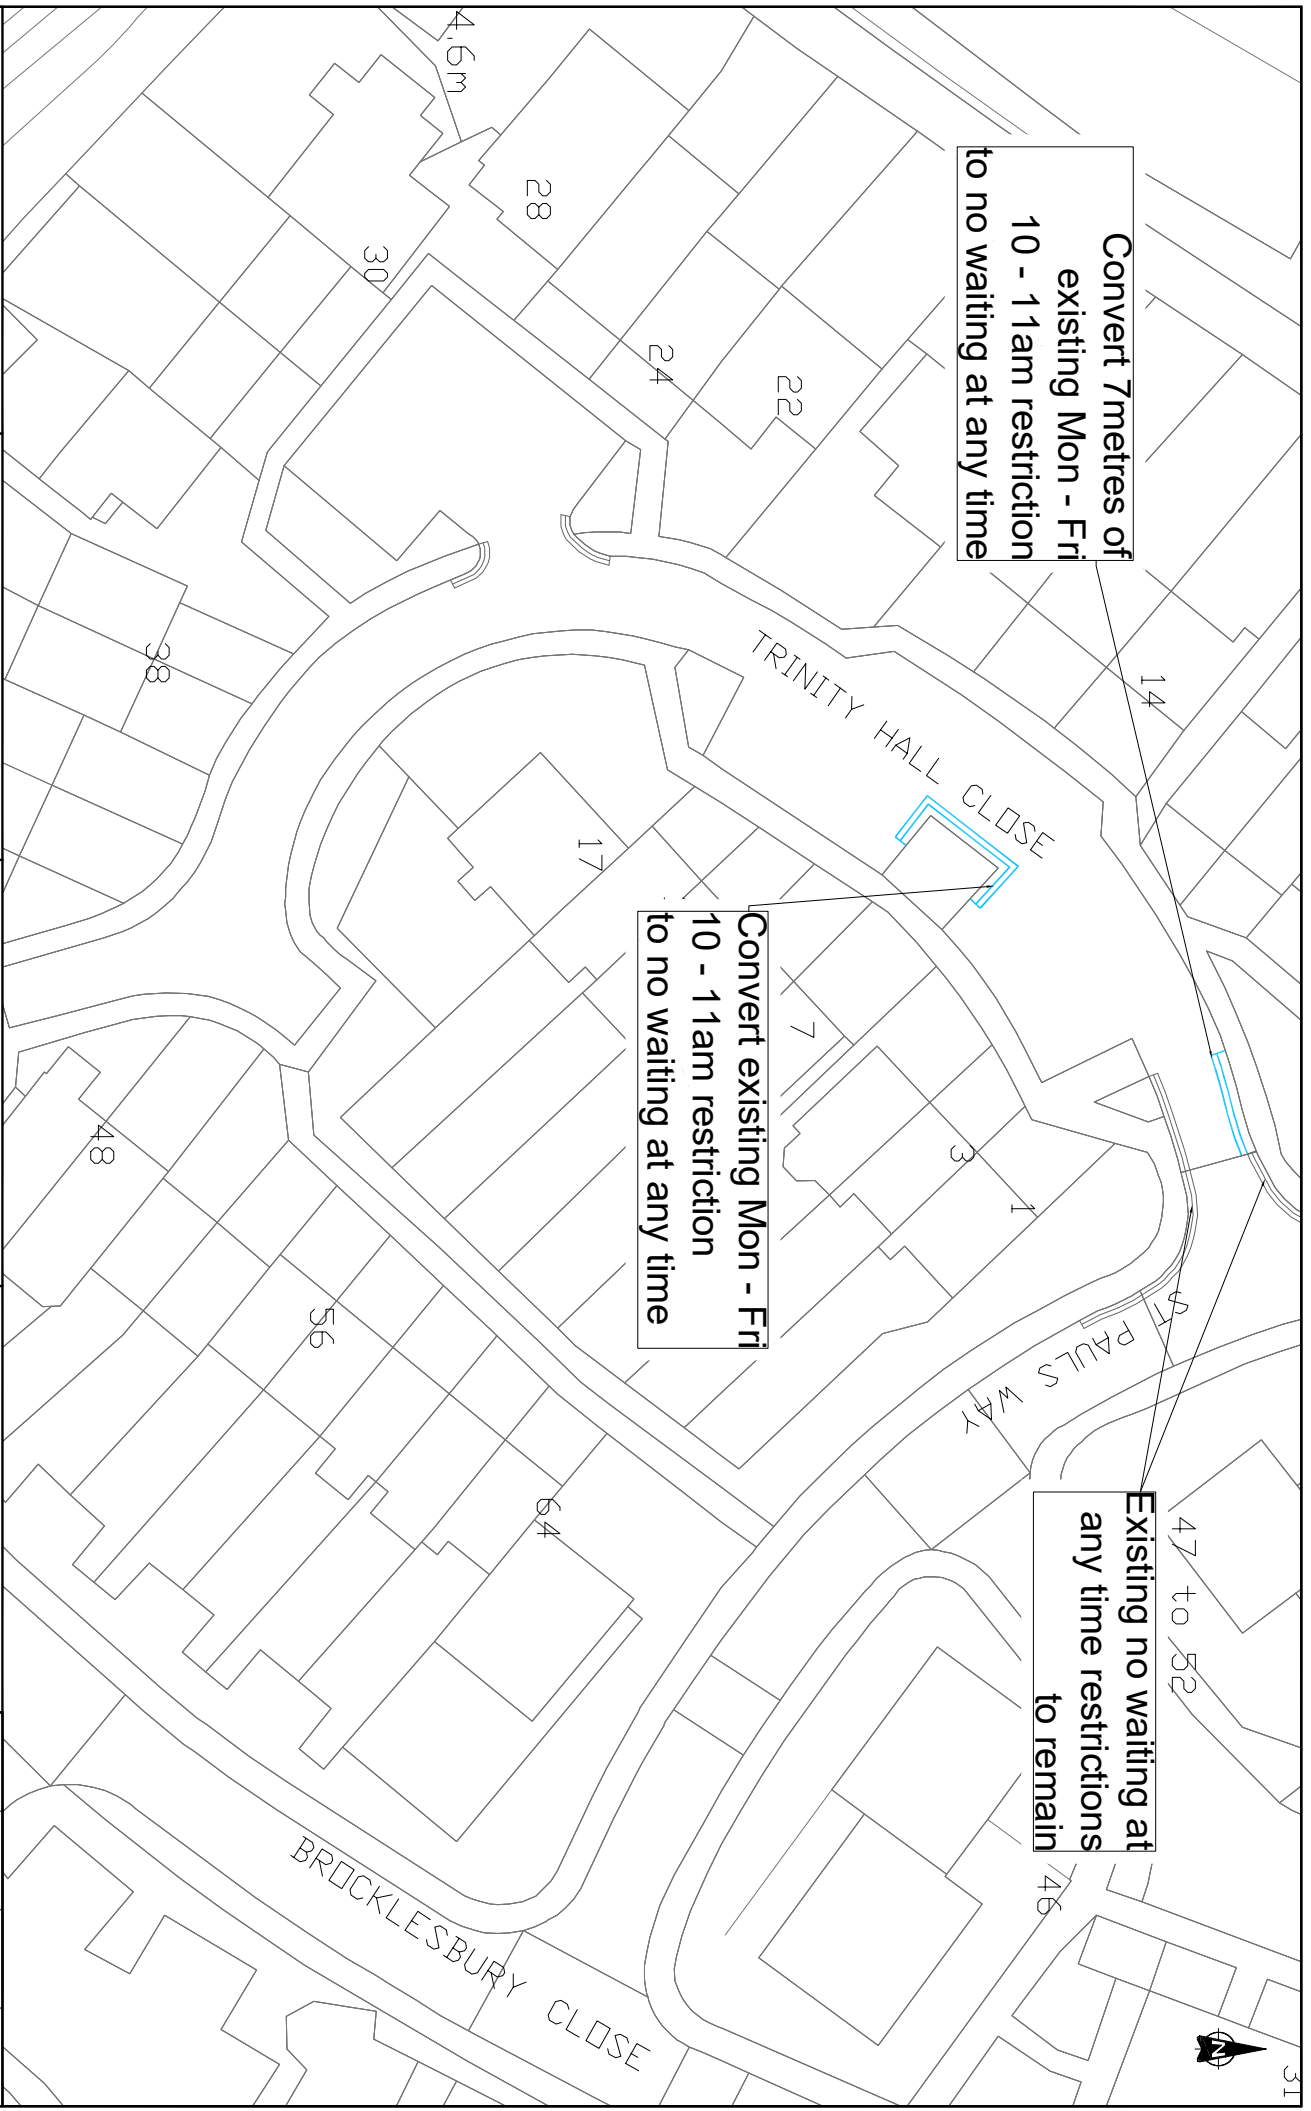 Convert 7metres of
existing Mon - Fri
10 - 11am restriction
to no waiting at any time
Existing no waiting at
any time restrictions
to remain
Convert existing Mon - Fri
10 - 11am restriction
to no waiting at any time
TRINITY HALL CLOSE
ST PAULS WAY
BROCKLESBURY CLOSE
4.6m
28
30
24
22
14
38
17
7
3
1
48
56
64
47 to 52
46
31
N